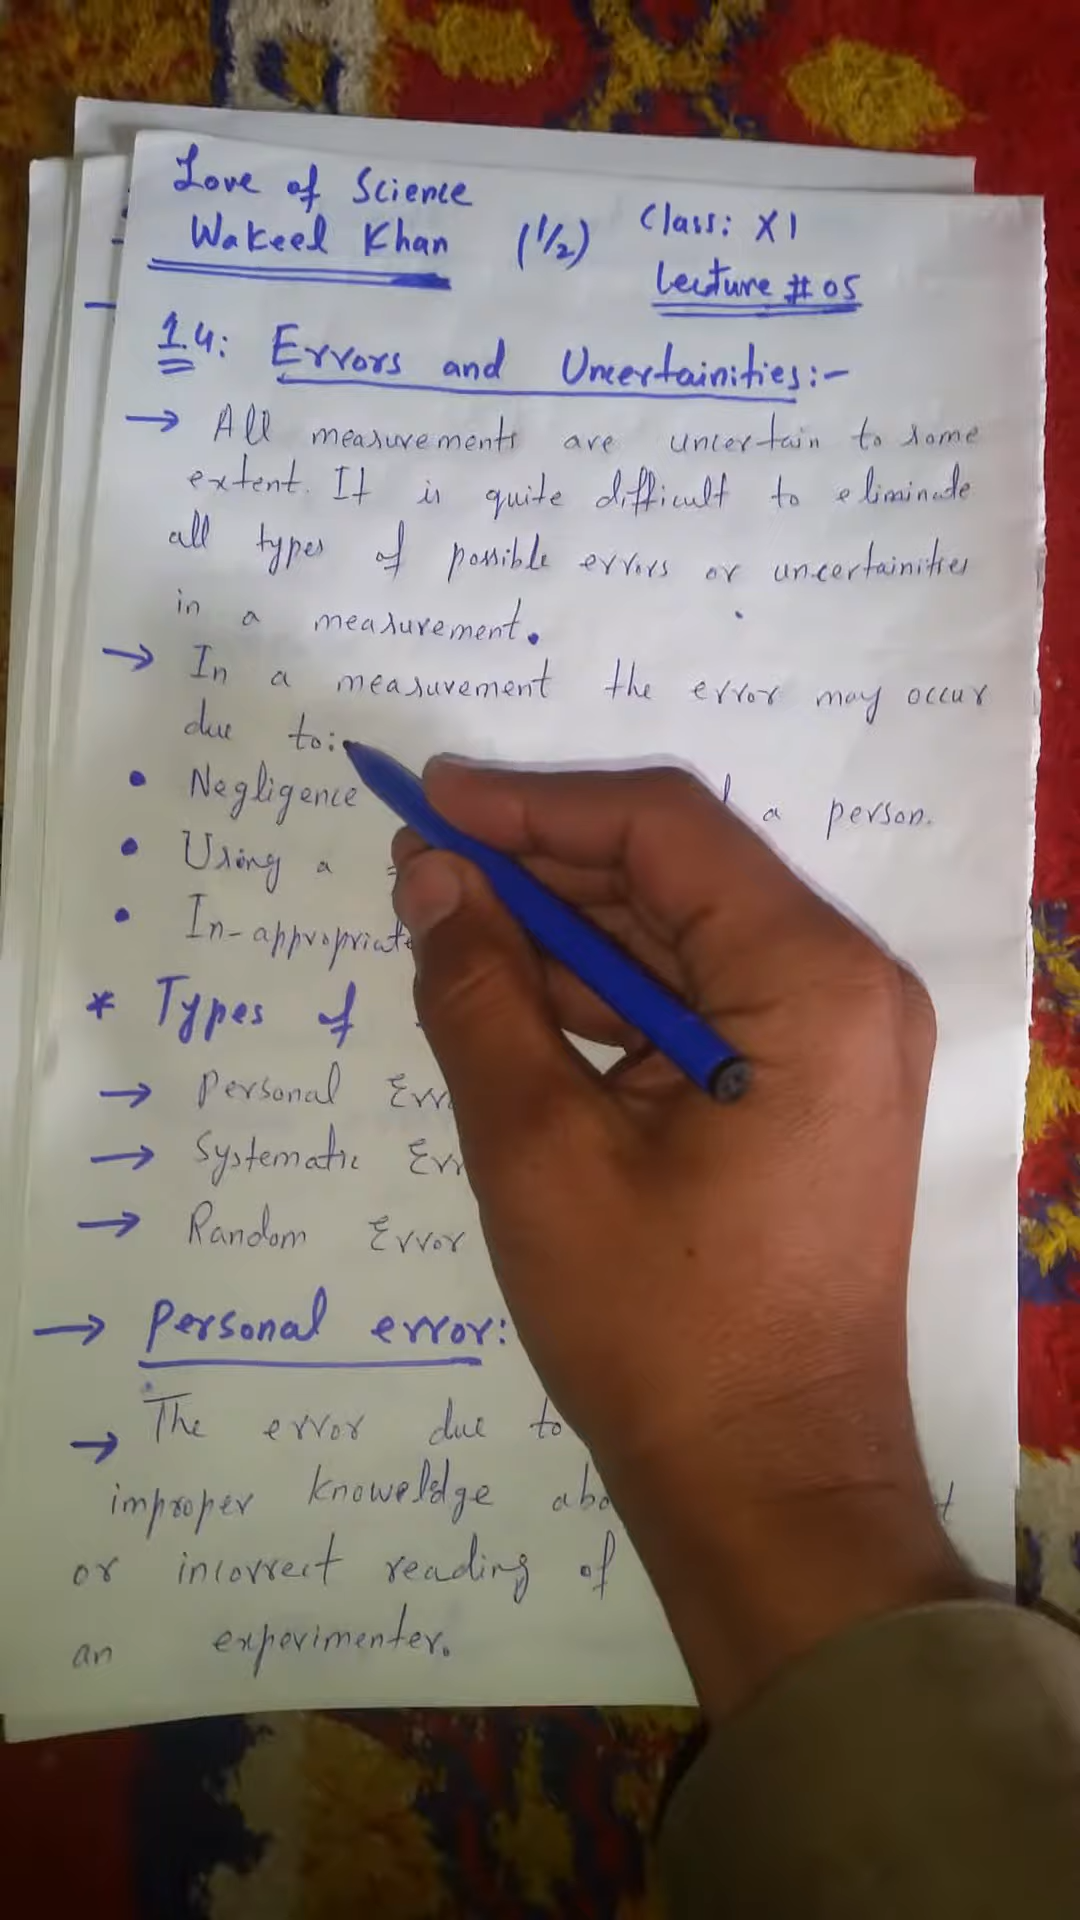 Love of Science
Wakeel Khan (1/2) Class: XI
Lecture # 05
1.4: Errors and Uncertainities:-
→ All measurements are uncertain to some
extent. It is quite difficult to eliminate
all types of possible errors or uncertainities
in a measurement.
→ In a measurement the error may occur
due to:
• Negligence a person.
• Using a
• In-appropriate
* Types of
→ Personal
→ Systematic
→ Random Error
→ Personal error:
→ The error due to
improper knoweldge
or incorrect reading of
an experimenter.